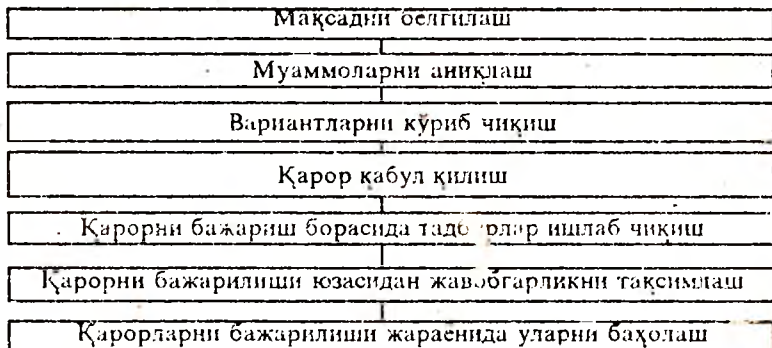 Мақсадни белгилаш
Муаммоларни аниқлаш
Вариантларни кўриб чиқиш
Қарор қабул қилиш
Қарорни бажариш борасида ишлаб чиқиш
Қарорни бажарилиши юзасидан жавобгарликни тақсимлаш
Қарорларни бажарилиши жараенида уларни баҳолаш